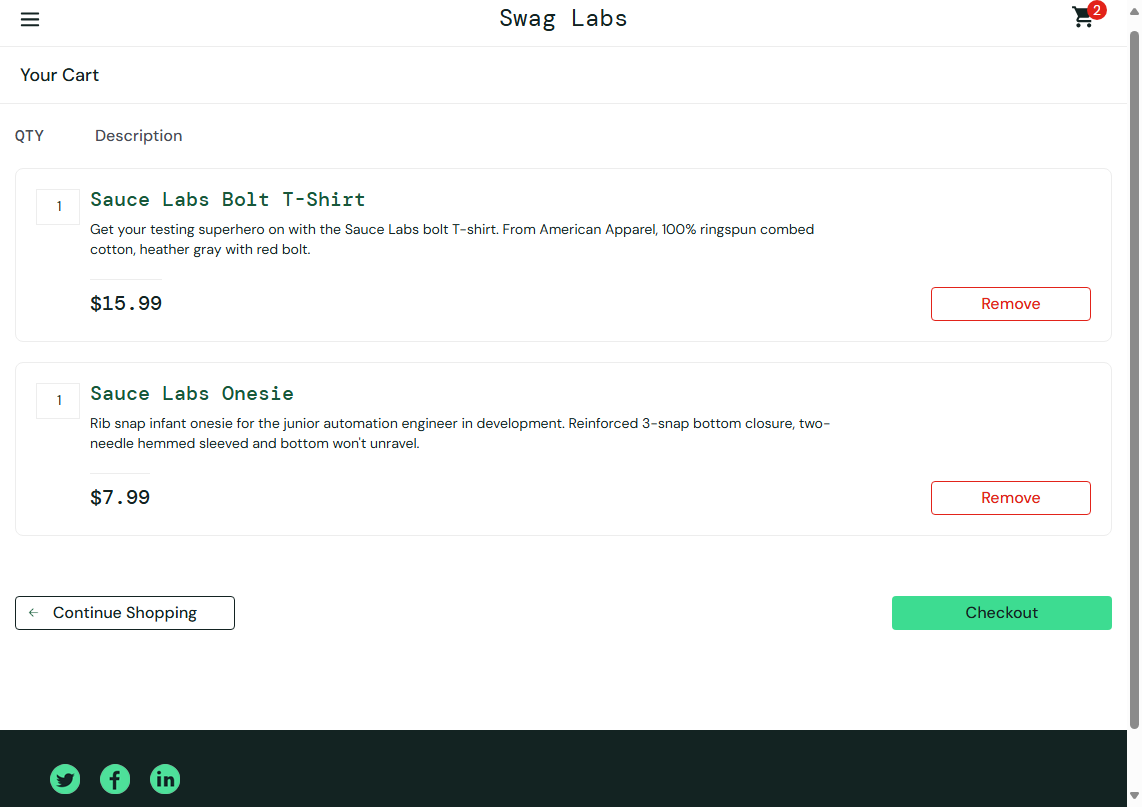 Swag Labs
2
Your Cart
QTY Description
1
Sauce Labs Bolt T-Shirt
Get your testing superhero on with the Sauce Labs bolt T-shirt. From American Apparel, 100% ringspun combed
cotton, heather gray with red bolt.
$15.99
Remove
1
Sauce Labs Onesie
Rib snap infant onesie for the junior automation engineer in development. Reinforced 3-snap bottom closure, two-
needle hemmed sleeved and bottom won't unravel.
$7.99
Remove
Continue Shopping
Checkout